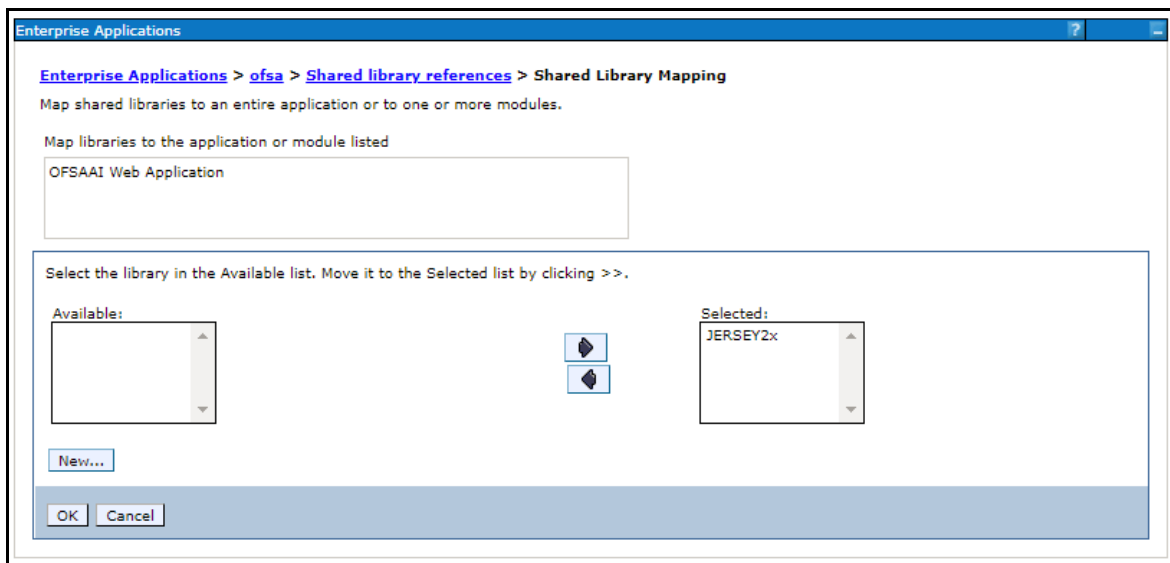 Enterprise Applications ?
Enterprise Applications > ofsa > Shared library references > Shared Library Mapping
Map shared libraries to an entire application or to one or more modules.
Map libraries to the application or module listed
OFSAAI Web Application
Select the library in the Available list. Move it to the Selected list by clicking >>.
Available: Selected:
JERSEY2x
New...
OK Cancel